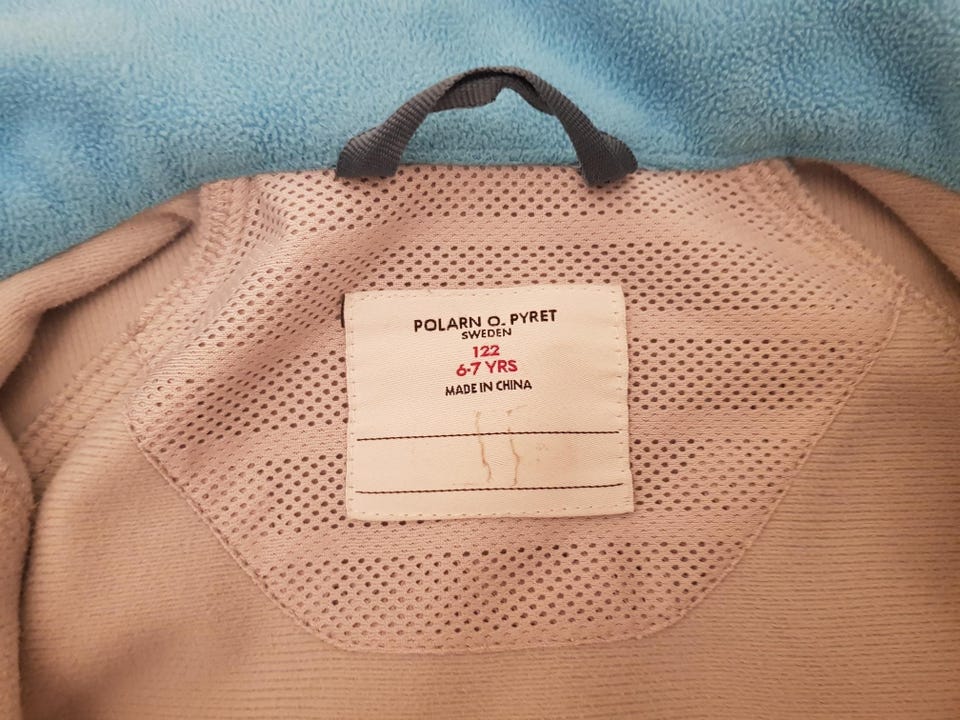 POLARN O. PYRET
SWEDEN
122
6-7 YRS
MADE IN CHINA